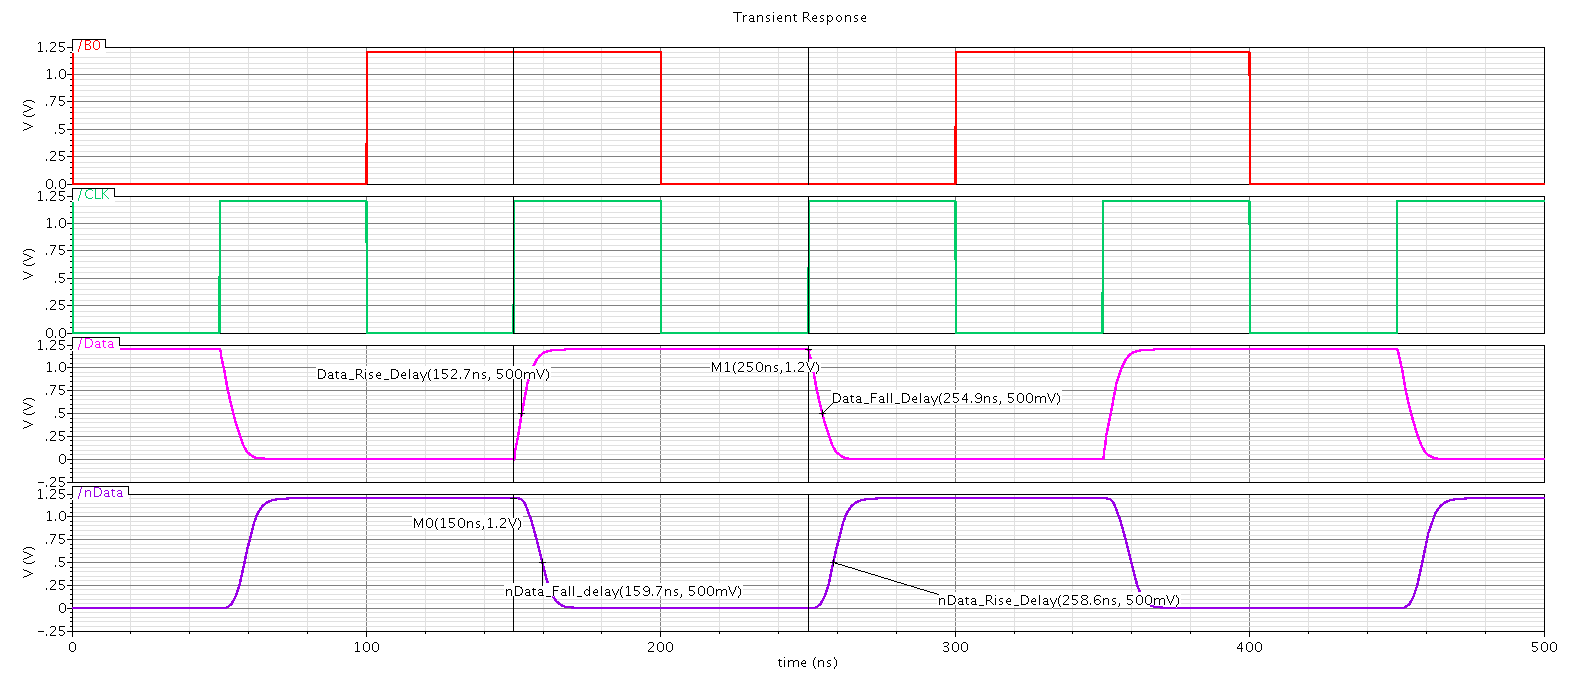 Transient Response
/B0
1.25
1.0
.75
.5
.25
0.0
V (V)
/CLK
1.25
1.0
.75
.5
.25
0.0
V (V)
/Data
1.25
1.0
.75
.5
.25
0
-.25
V (V)
Data_Rise_Delay(152.7ns, 500mV)
M1(250ns,1.2V)
Data_Fall_Delay(254.9ns, 500mV)
/nData
1.25
1.0
.75
.5
.25
0
-.25
V (V)
M0(150ns,1.2V)
nData_Fall_delay(159.7ns, 500mV)
nData_Rise_Delay(258.6ns, 500mV)
0 100 200 300 400 500
time (ns)